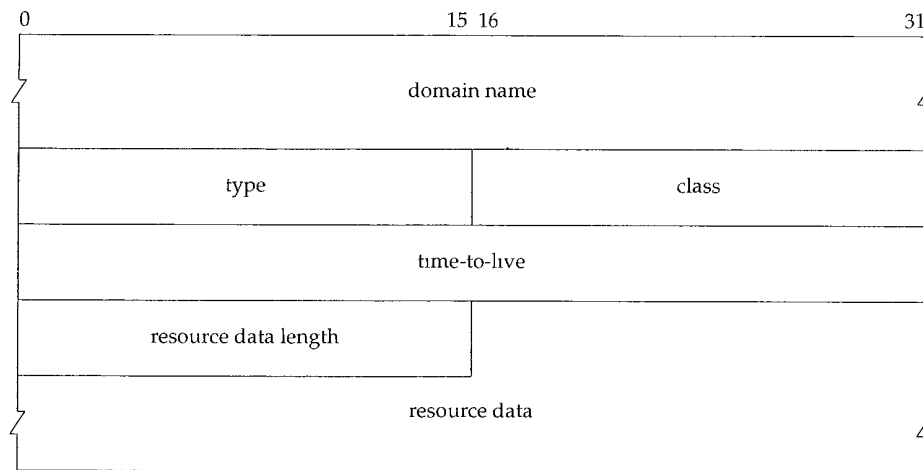 0 15 16 31
domain name
type class
time-to-live
resource data length
resource data